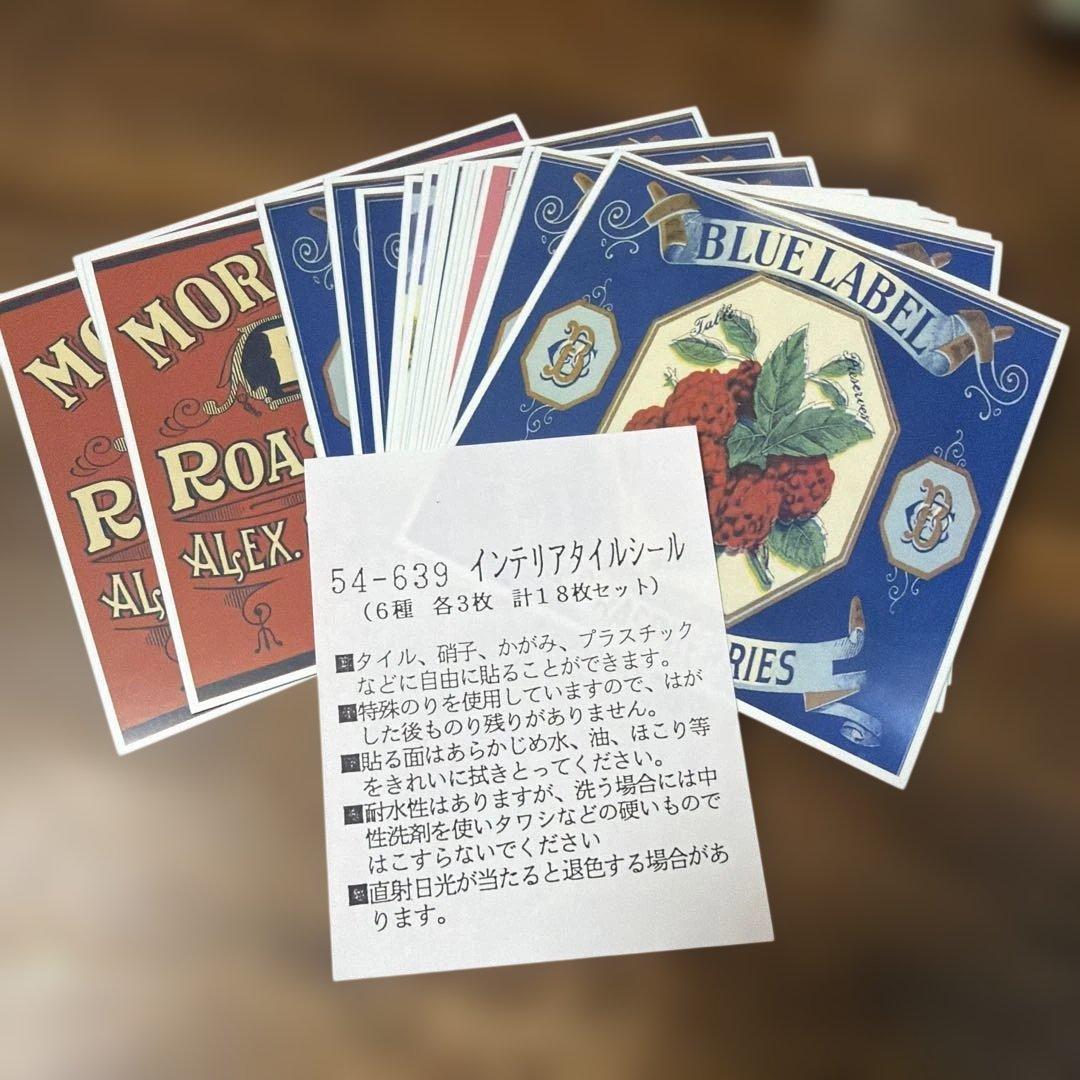 BLUE LABEL
Table
Preserves
RIES
MO
R
AL
MOR
ROAS
ALEX.
54-639 インテリアタイルシール
(6種 各3枚 計18枚セット)
■タイル、硝子、かがみ、プラスチック
などに自由に貼ることができます。
■特殊のりを使用していますので、はが
した後ものり残りがありません。
■貼る面はあらかじめ水、油、ほこり等
をきれいに拭きとってください。
■耐水性はありますが、洗う場合には中
性洗剤を使いタワシなどの硬いもので
はこすらないでください
■直射日光が当たると退色する場合があ
ります。